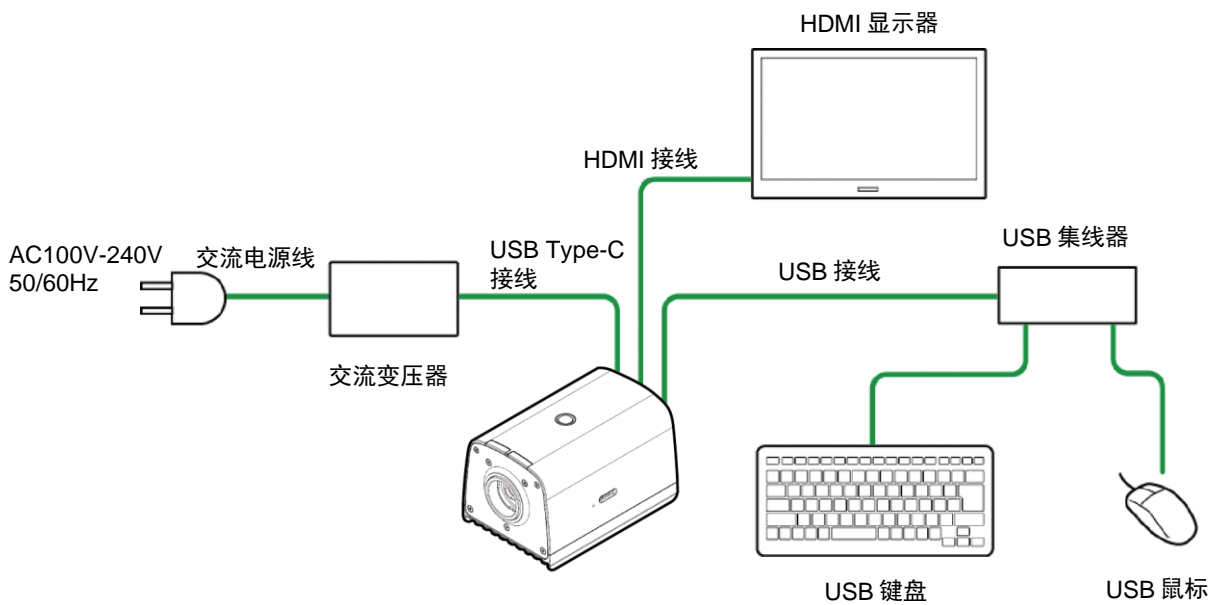 HDMI 显示器
HDMI 接线
AC100V-240V
50/60Hz
交流电源线
USB Type-C
接线
USB 接线
USB 集线器
交流变压器
USB 键盘
USB 鼠标